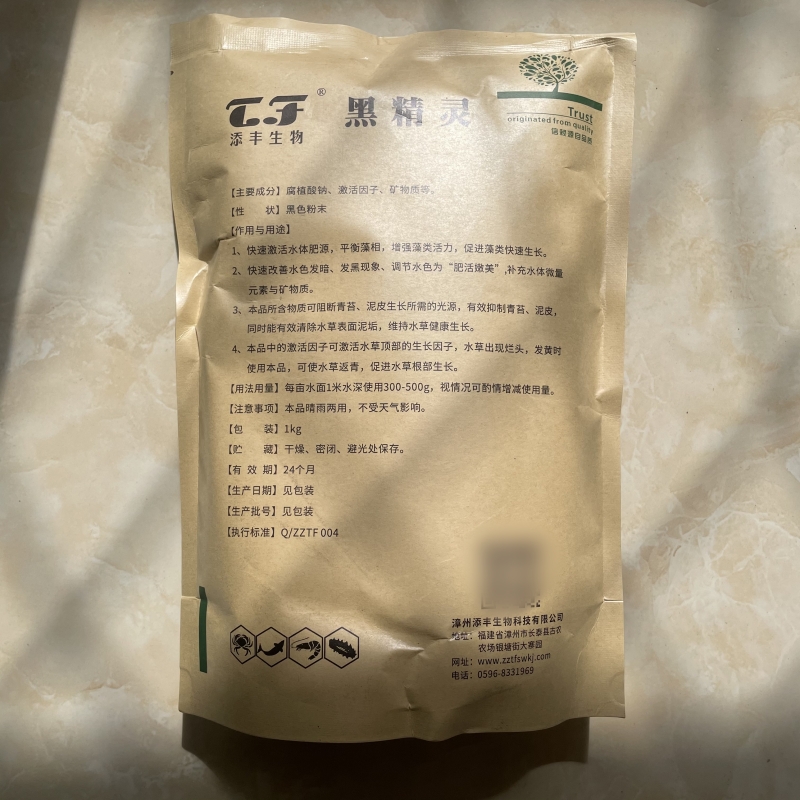 TF®
添丰生物
黑精灵
Trust
originated from quality
信赖源自品质
【主要成分】腐植酸钠、激活因子、矿物质等。
【性 状】黑色粉末
【作用与用途】
1、快速激活水体肥源，平衡藻相，增强藻类活力，促进藻类快速生长。
2、快速改善水色发暗、发黑现象、调节水色为“肥活嫩美”,补充水体微量
元素与矿物质。
3、本品所含物质可阻断青苔、泥皮生长所需的光源，有效抑制青苔、泥皮，
同时能有效清除水草表面泥垢，维持水草健康生长。
4、本品中的激活因子可激活水草顶部的生长因子，水草出现烂头，发黄时
使用本品，可使水草返青，促进水草根部生长。
【用法用量】每亩水面1米水深使用300-500g，视情况可酌情增减使用量。
【注意事项】本品晴雨两用，不受天气影响。
【包 装】1kg
【贮 藏】干燥、密闭、避光处保存。
【有 效 期】24个月
【生产日期】见包装
【生产批号】见包装
【执行标准】Q/ZZTF 004
漳州添丰生物科技有限公司
地址：福建省漳州市长泰县古农
农场银塘街大寨园
网址：www.zztfswkj.com
电话：0596-8331969